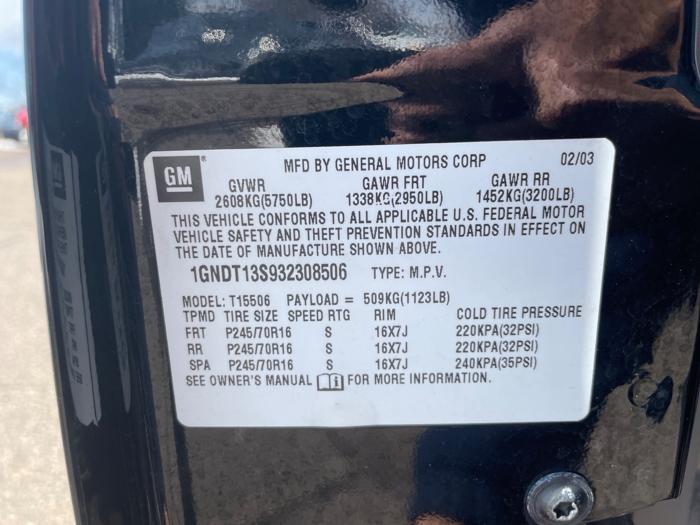 GM ® MFD BY GENERAL MOTORS CORP 02/03
GVWR GAWR FRT GAWR RR
2608KG(5750LB) 1338KG(2950LB) 1452KG(3200LB)
THIS VEHICLE CONFORMS TO ALL APPLICABLE U.S. FEDERAL MOTOR
VEHICLE SAFETY AND THEFT PREVENTION STANDARDS IN EFFECT ON
THE DATE OF MANUFACTURE SHOWN ABOVE.
1GNDT13S932308506 TYPE: M.P.V.
MODEL: T15506 PAYLOAD = 509KG(1123LB)
TPMD TIRE SIZE SPEED RTG RIM COLD TIRE PRESSURE
FRT P245/70R16 S 16X7J 220KPA(32PSI)
RR P245/70R16 S 16X7J 220KPA(32PSI)
SPA P245/70R16 S 16X7J 240KPA(35PSI)
SEE OWNER'S MANUAL FOR MORE INFORMATION.